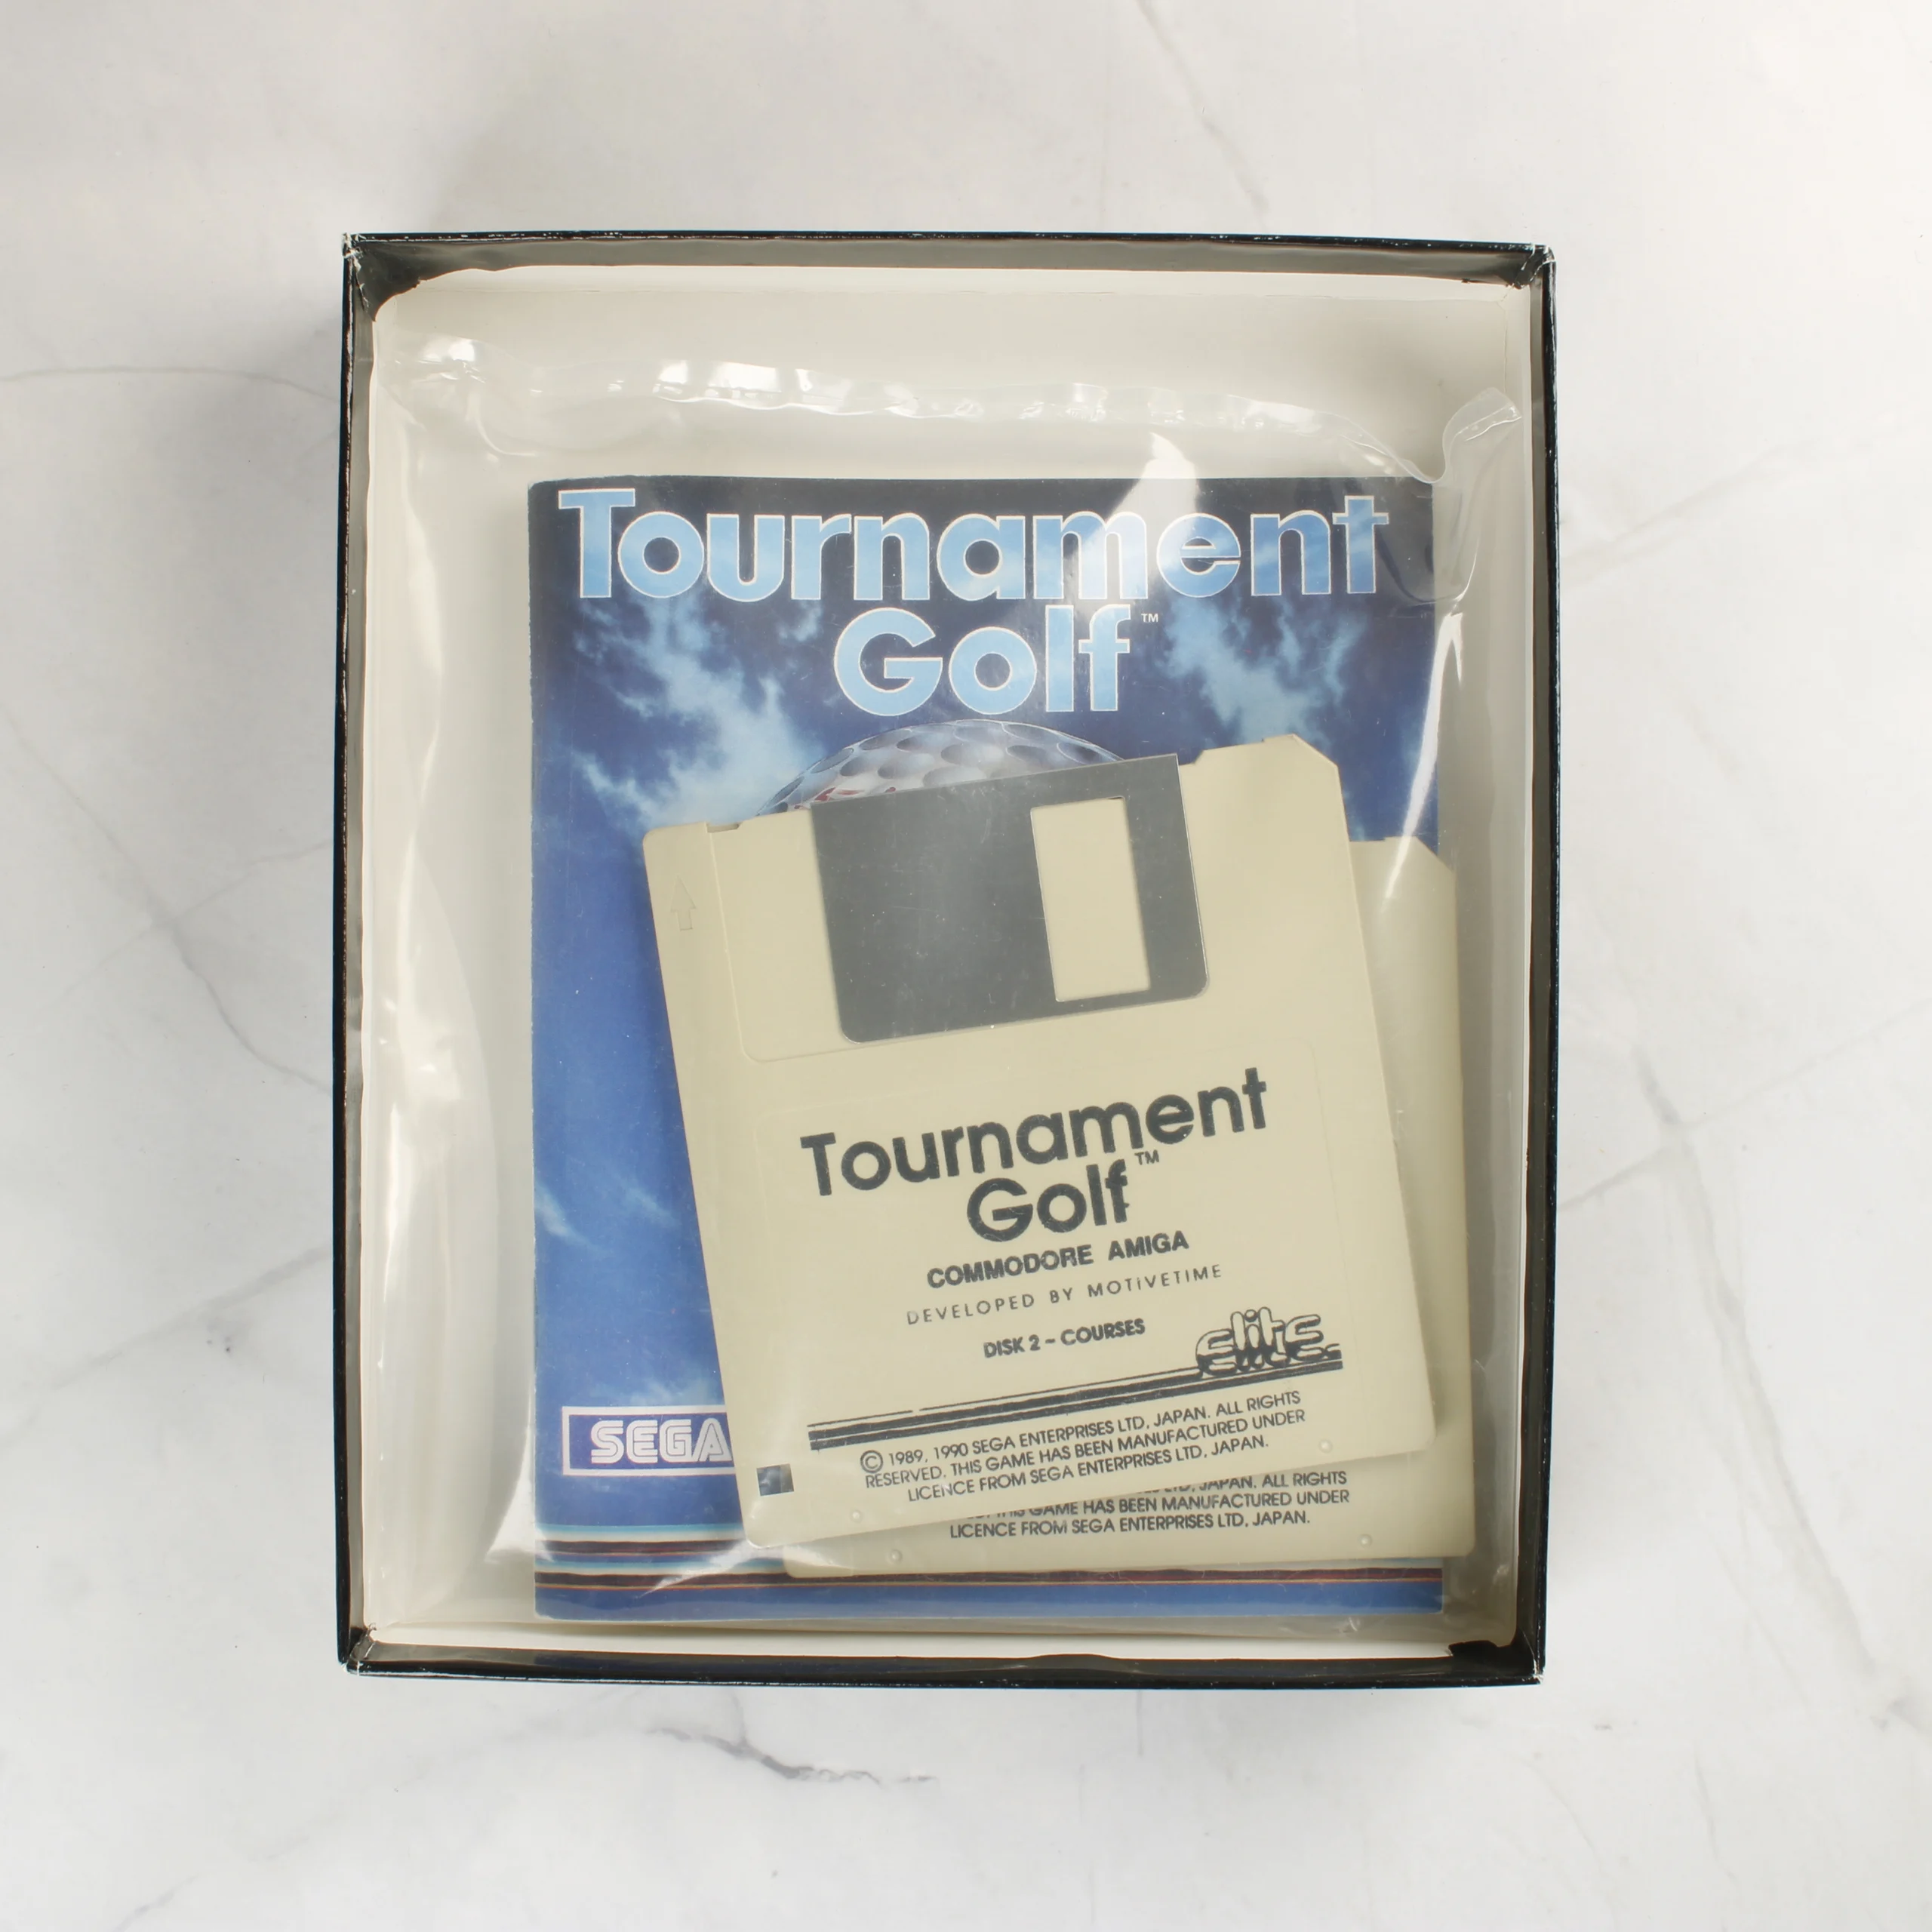 Tournament
Golf™
SEGA
Tournament
Golf™
COMMODORE AMIGA
DEVELOPED BY MOTIVETIME
DISK 2 - COURSES
elite
© 1989, 1990 SEGA ENTERPRISES LTD, JAPAN. ALL RIGHTS
RESERVED. THIS GAME HAS BEEN MANUFACTURED UNDER
LICENCE FROM SEGA ENTERPRISES LTD, JAPAN.
LTD, JAPAN. ALL RIGHTS
THIS GAME HAS BEEN MANUFACTURED UNDER
LICENCE FROM SEGA ENTERPRISES LTD, JAPAN.